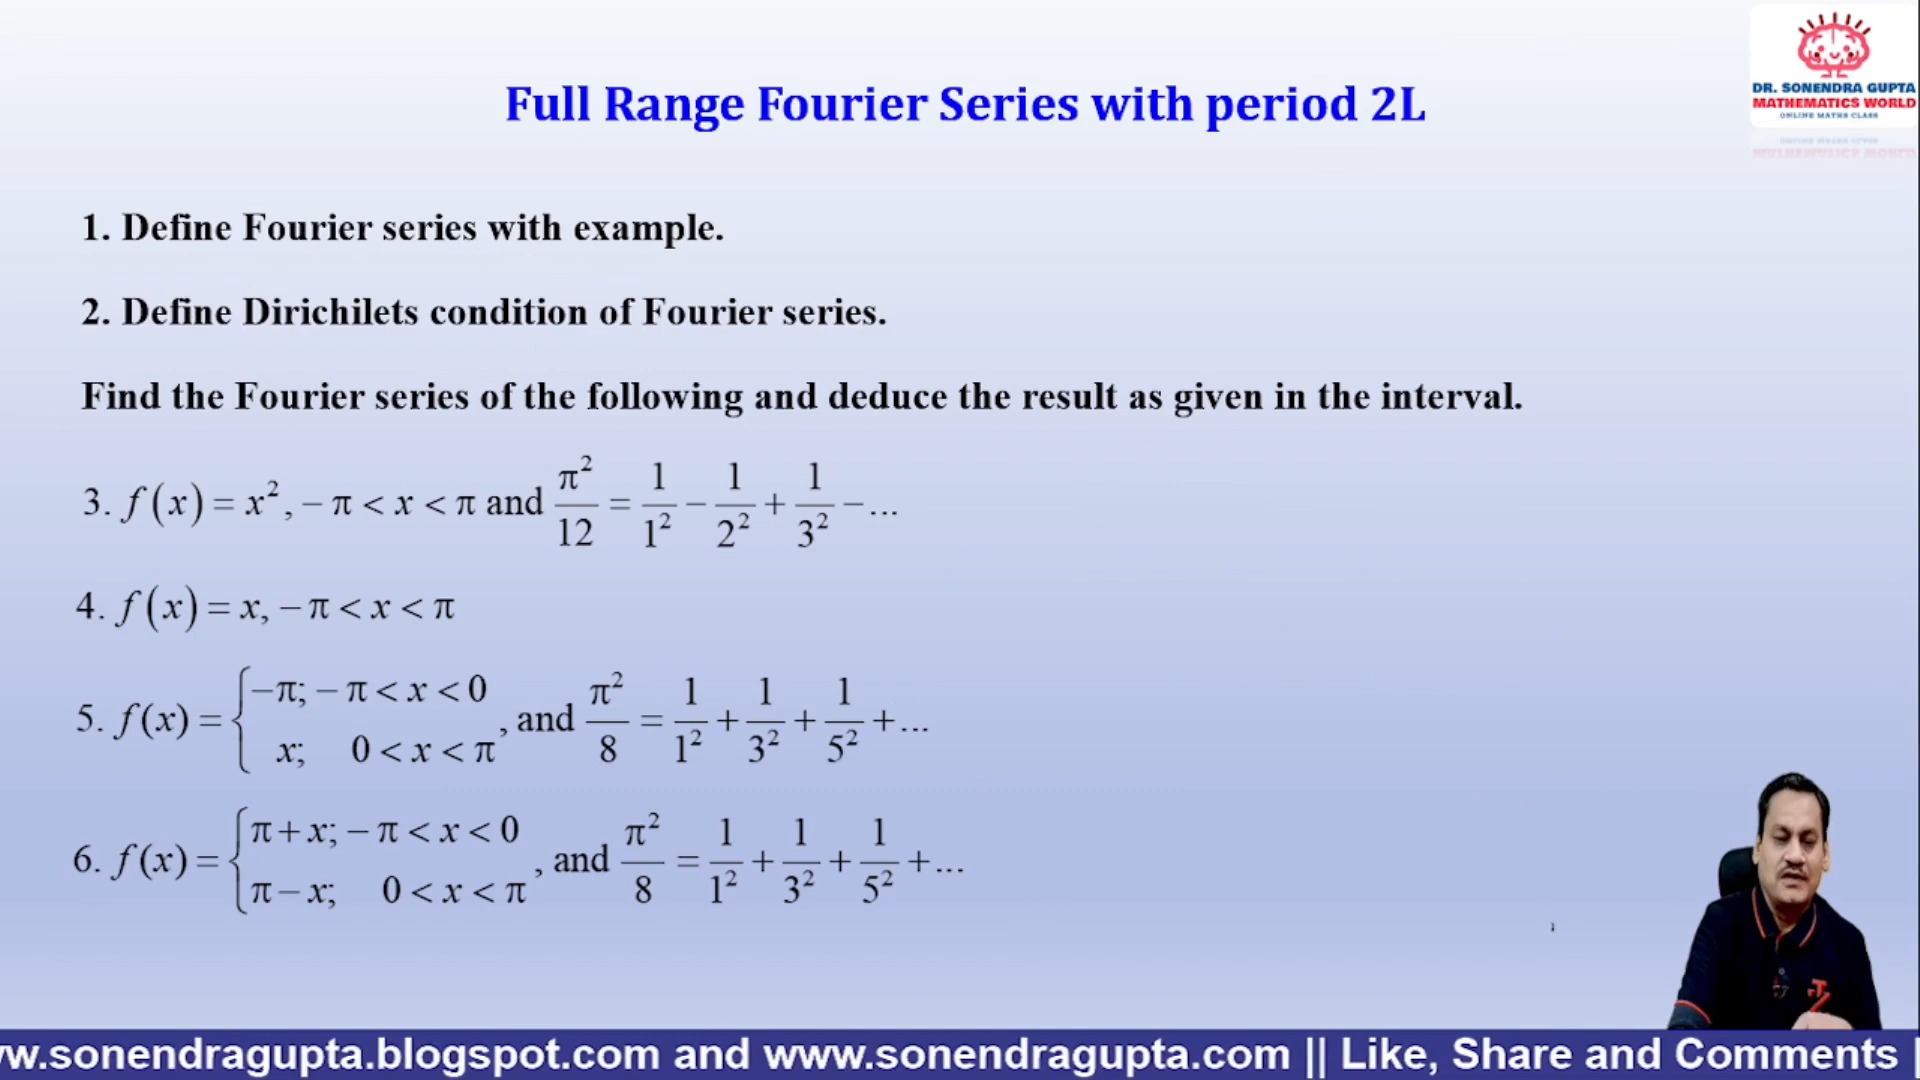 DR. SONENDRA GUPTA
MATHEMATICS WORLD
ONLINE MATHS CLASS
Full Range Fourier Series with period 2L
1. Define Fourier series with example.
2. Define Dirichilets condition of Fourier series.
Find the Fourier series of the following and deduce the result as given in the interval.
3. f(x) = x², −π < x < π and π²/12 = 1/1² − 1/2² + 1/3² − ...
4. f(x) = x, −π < x < π
5. f(x) = { −π; −π < x < 0
x; 0 < x < π , and π²/8 = 1/1² + 1/3² + 1/5² + ...
6. f(x) = { π + x; −π < x < 0
π − x; 0 < x < π , and π²/8 = 1/1² + 1/3² + 1/5² + ...
w.sonendragupta.blogspot.com and www.sonendragupta.com || Like, Share and Comments |